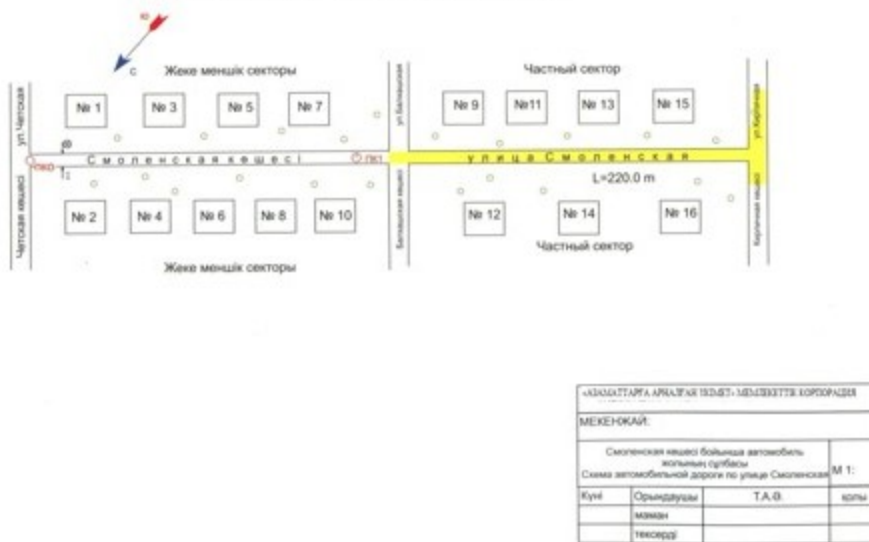 Ю
С
Жеке меншік секторы
Частный сектор
№ 1 № 3 № 5 № 7
№ 9 №11 № 13 № 15
ул.Четская
ул.Балхашская
ул.Кирпичная
Смоленская көшесі
ПК0
ПК1
улица Смоленская
L=220.0 m
Четская көшесі
Балхашская көшесі
Кирпичная көшесі
№ 2 № 4 № 6 № 8 № 10
№ 12 № 14 № 16
Жеке меншік секторы
Частный сектор
«АЗАМАТТАРҒА АРНАЛҒАН ҮКІМЕТ» МЕМЛЕКЕТТІК КОРПОРАЦИЯ
МЕКЕНЖАЙ:
Смоленская көшесі бойынша автомобиль
жолының сұлбасы
Схема автомобильной дороги по улице Смоленская
М 1:
Күні Орындаушы Т.А.Ә. қолы
маман
тексерді